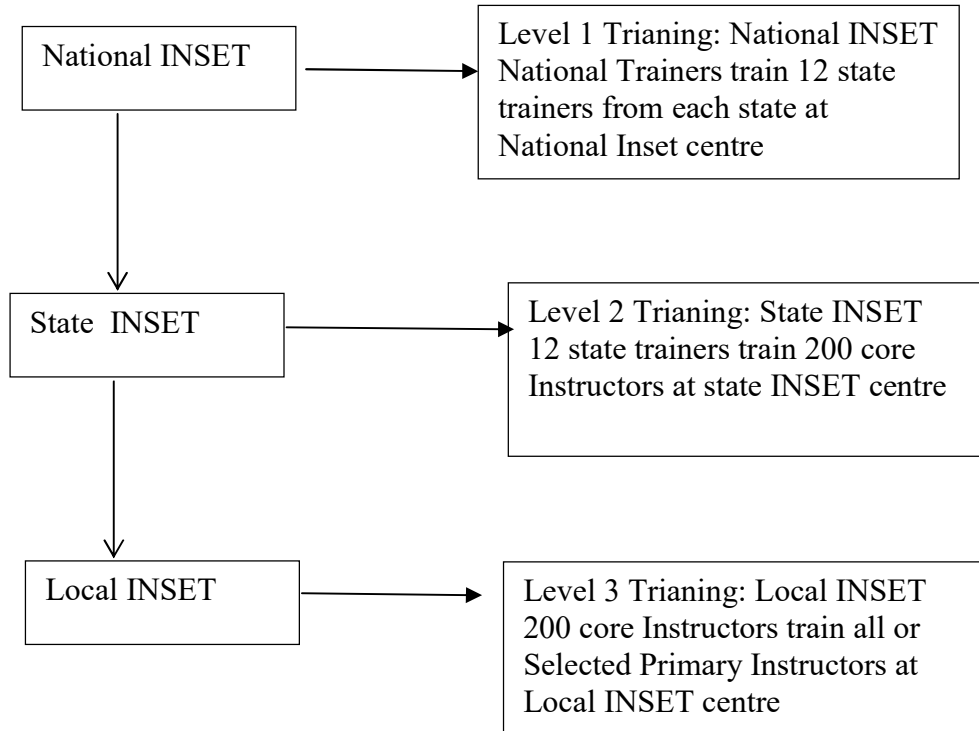 National INSET
Level 1 Trianing: National INSET
National Trainers train 12 state
trainers from each state at
National Inset centre
State  INSET
Level 2 Trianing: State INSET
12 state trainers train 200 core
Instructors at state INSET centre
Local INSET
Level 3 Trianing: Local INSET
200 core Instructors train all or
Selected Primary Instructors at
Local INSET centre